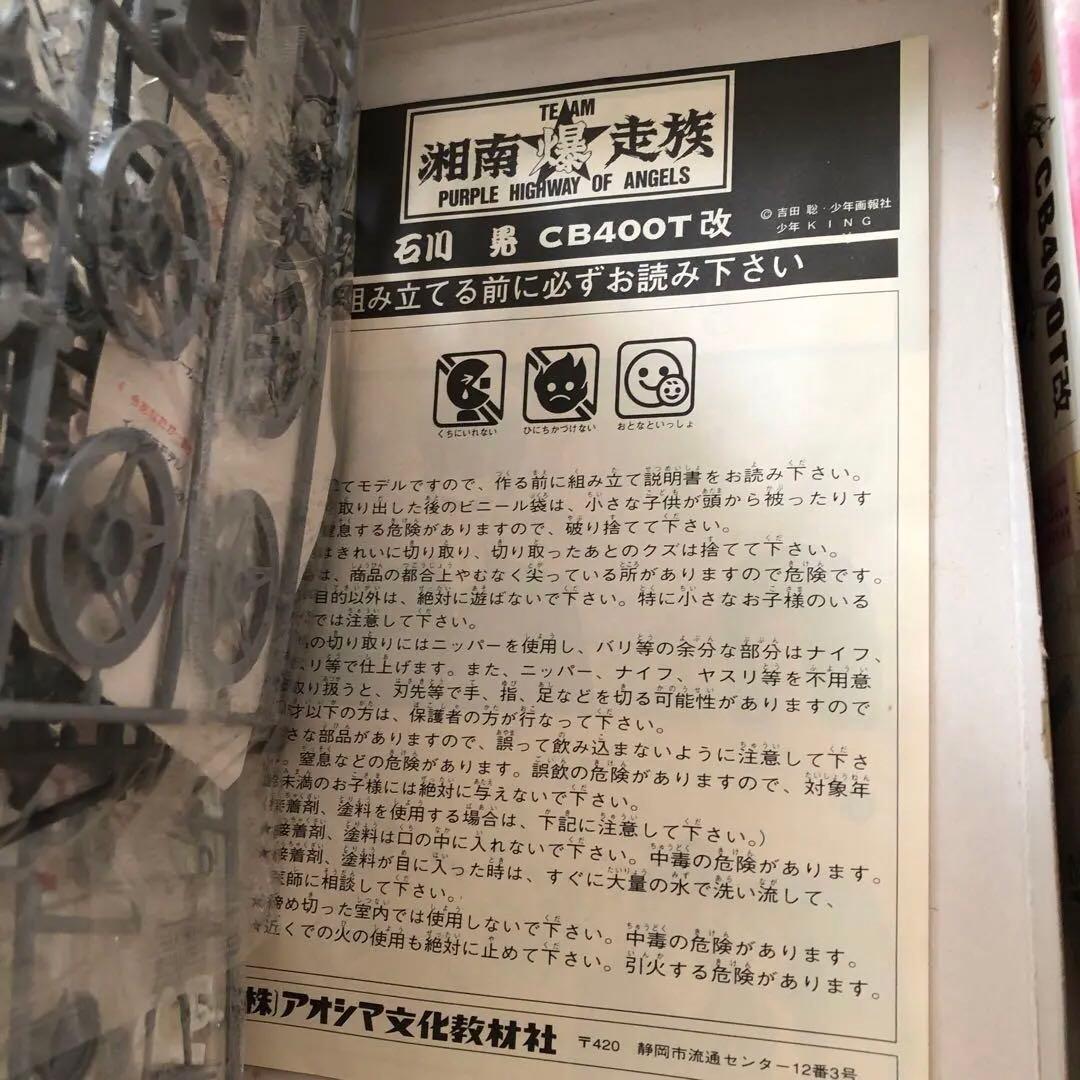 TEAM
湘南爆走族
PURPLE HIGHWAY OF ANGELS
石川 晃 CB400T改
©吉田 聡・少年画報社
少年 KING
組み立てる前に必ずお読み下さい
くちにいれない ひにちかづけない おとなといっしょ
てモデルですので、作る前に組み立て説明書をお読み下さい。
取り出した後のビニール袋は、小さな子供が頭から被ったりす
窒息する危険がありますので、破り捨てて下さい。
はきれいに切り取り、切り取ったあとのクズは捨てて下さい。
は、商品の都合上やむなく尖っている所がありますので危険です。
目的以外は、絶対に遊ばないで下さい。特に小さなお子様のいる
では注意して下さい。
の切り取りにはニッパーを使用し、バリ等の余分な部分はナイフ、
リ等で仕上げます。また、ニッパー、ナイフ、ヤスリ等を不用意
取り扱うと、刃先等で手、指、足などを切る可能性がありますので
才以下の方は、保護者の方が行なって下さい。
さな部品がありますので、誤って飲み込まないように注意して下さ
。窒息などの危険があります。誤飲の危険がありますので、対象年
未満のお子様には絶対に与えないで下さい。
接着剤、塗料を使用する場合は、下記に注意して下さい。)
★接着剤、塗料は口の中に入れないで下さい。中毒の危険があります。
★接着剤、塗料が目に入った時は、すぐに大量の水で洗い流して、
医師に相談して下さい。
★締め切った室内では使用しないで下さい。中毒の危険があります。
★近くでの火の使用も絶対に止めて下さい。引火する危険があります。
株)アオシマ文化教材社 〒420 静岡市流通センター12番3号
CB400T改